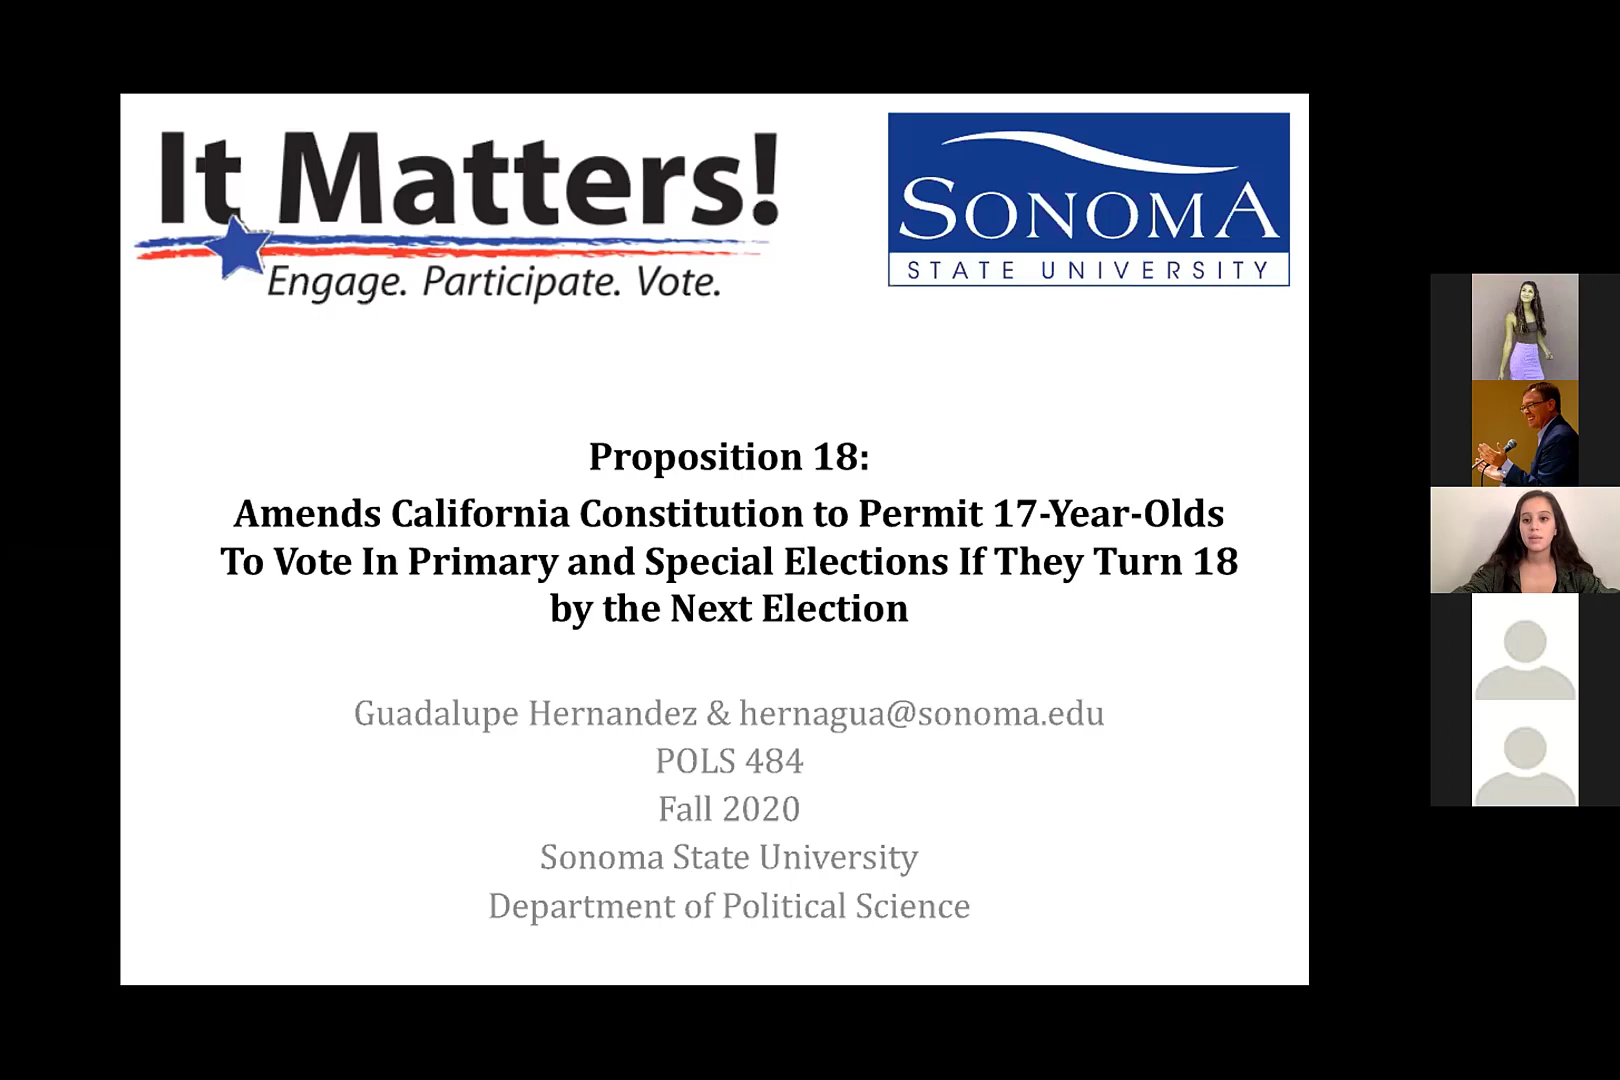 It Matters!
Engage. Participate. Vote.
SONOMA
STATE UNIVERSITY
Proposition 18:
Amends California Constitution to Permit 17-Year-Olds
To Vote In Primary and Special Elections If They Turn 18
by the Next Election
Guadalupe Hernandez & hernagua@sonoma.edu
POLS 484
Fall 2020
Sonoma State University
Department of Political Science